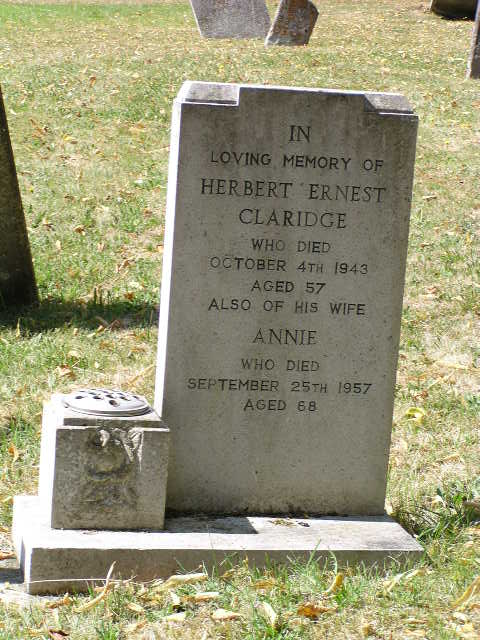 IN
LOVING MEMORY OF
HERBERT ERNEST
CLARIDGE
WHO DIED
OCTOBER 4TH 1943
AGED 57
ALSO OF HIS WIFE
ANNIE
WHO DIED
SEPTEMBER 25TH 1957
AGED 68